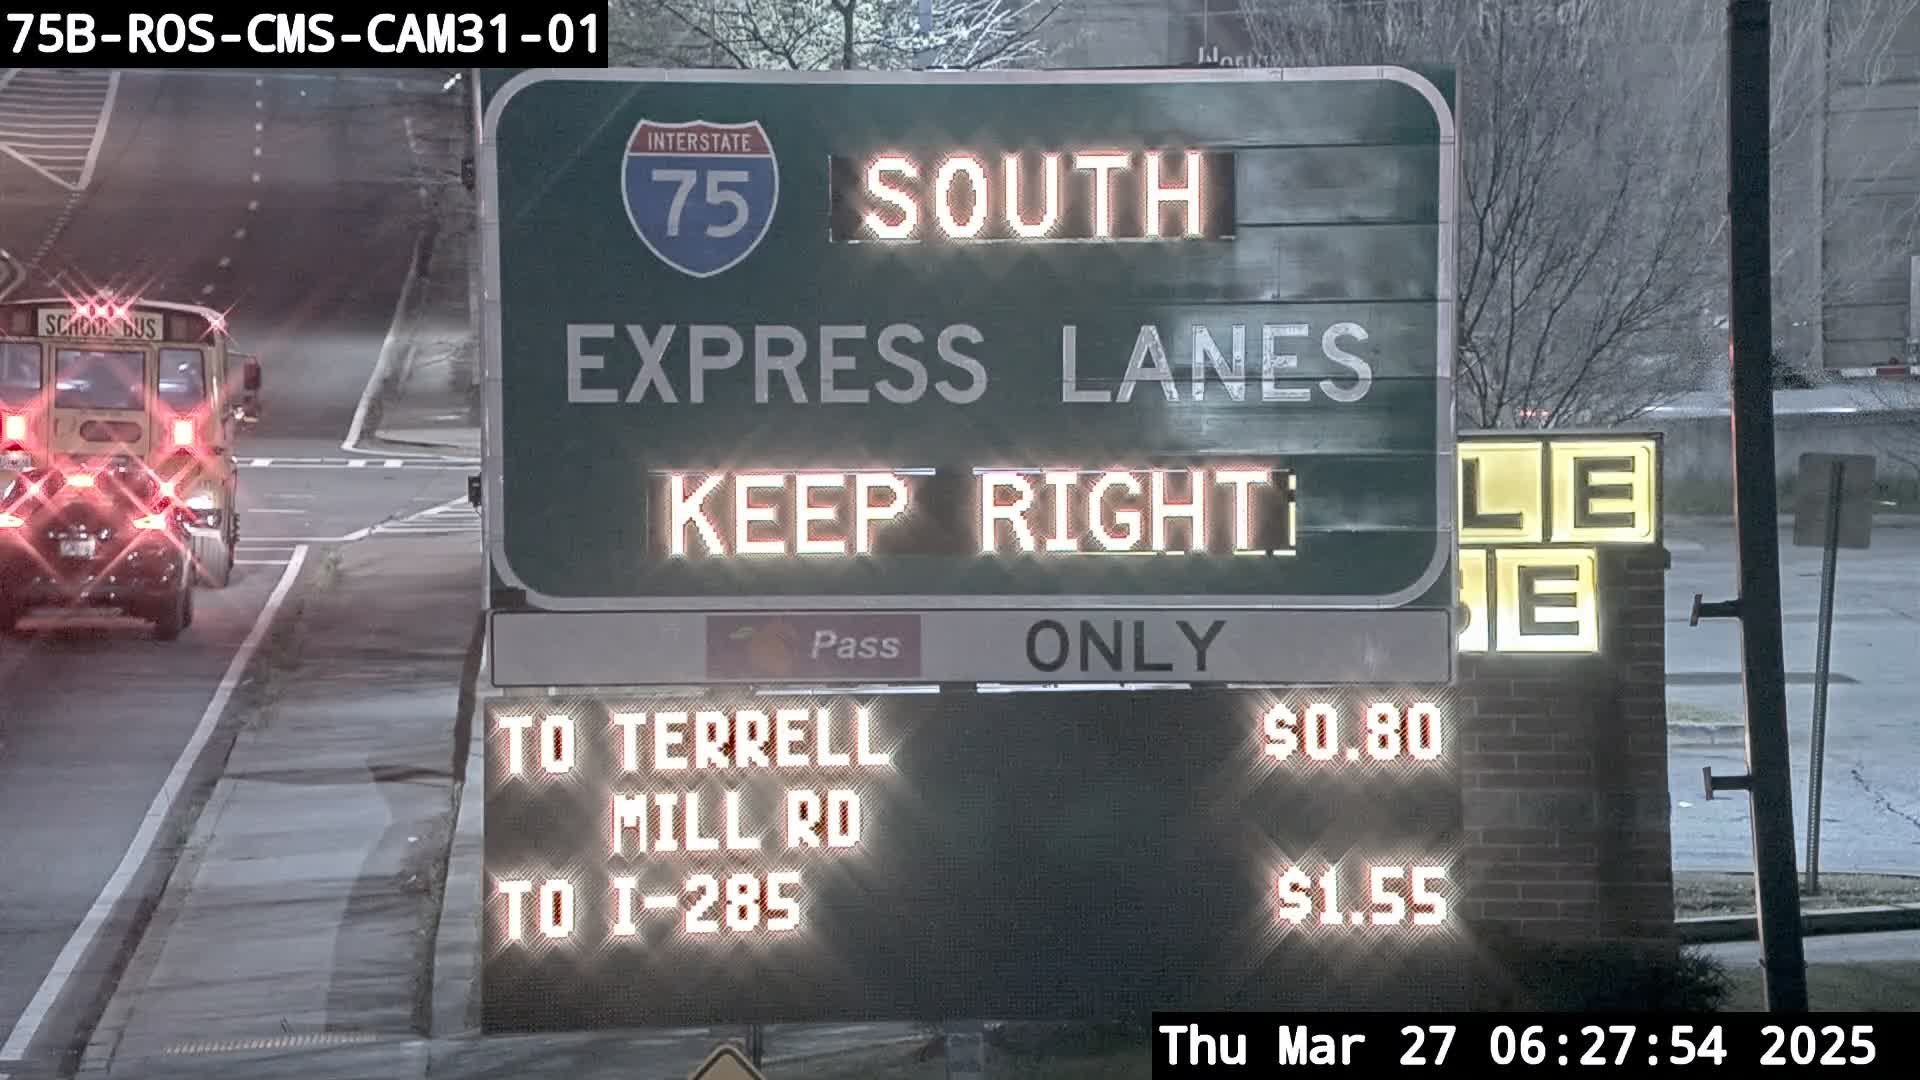 75B-ROS-CMS-CAM31-01
INTERSTATE
75
SOUTH
EXPRESS LANES
KEEP RIGHT
Pass ONLY
TO TERRELL $0.80
MILL RD
TO I-285 $1.55
SCHOOL BUS
LE
E
Thu Mar 27 06:27:54 2025